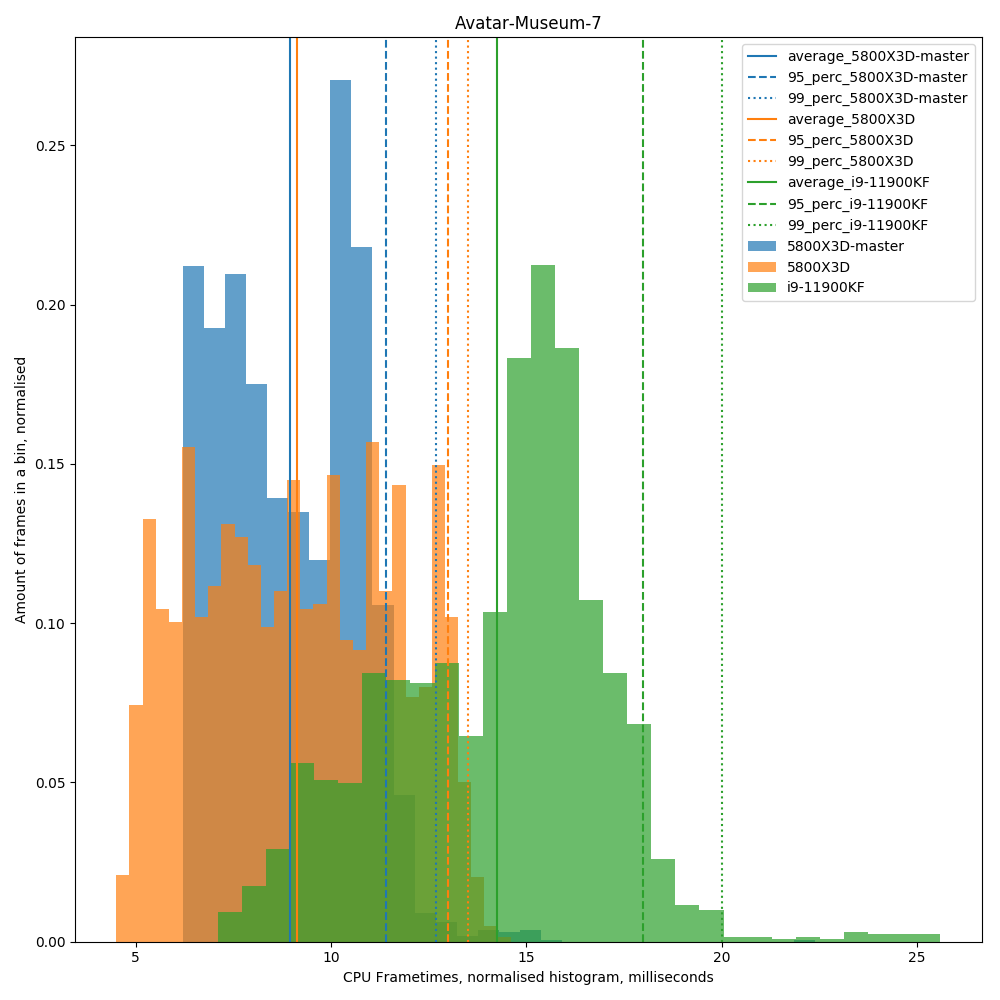 Avatar-Museum-7
average_5800X3D-master
95_perc_5800X3D-master
99_perc_5800X3D-master
average_5800X3D
95_perc_5800X3D
99_perc_5800X3D
average_i9-11900KF
95_perc_i9-11900KF
99_perc_i9-11900KF
5800X3D-master
5800X3D
i9-11900KF
Amount of frames in a bin, normalised
0.25
0.20
0.15
0.10
0.05
0.00
5
10
15
20
25
CPU Frametimes, normalised histogram, milliseconds